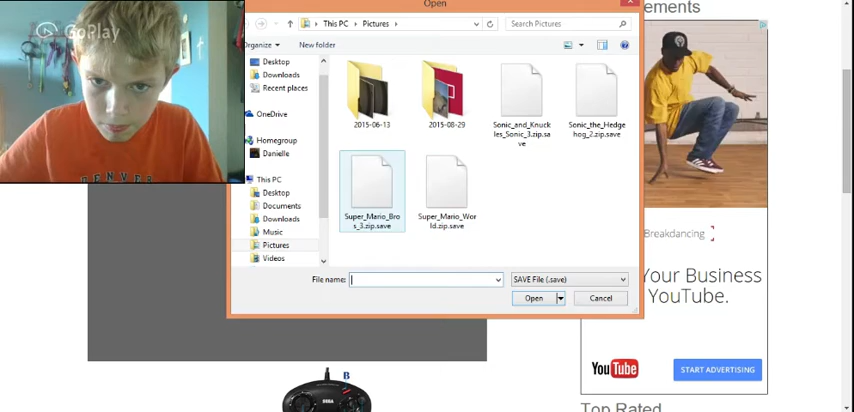 Open
GoPlay
This PC
Pictures
Search Pictures
Organize
New folder
Desktop
Downloads
Recent places
OneDrive
Homegroup
Danielle
This PC
Desktop
Documents
Downloads
Music
Pictures
Videos
2015-06-13
2015-08-29
Sonic_and_Knuck
les_Sonic_3.zip.sa
ve
Sonic_the_Hedge
hog_2.zip.save
Super_Mario_Bro
s_3.zip.save
Super_Mario_Wor
ld.zip.save
File name:
SAVE File (.save)
Open
Cancel
DENVER
B
SEGA
ements
Breakdancing
Your Business
YouTube.
YouTube
START ADVERTISING
Top Rated